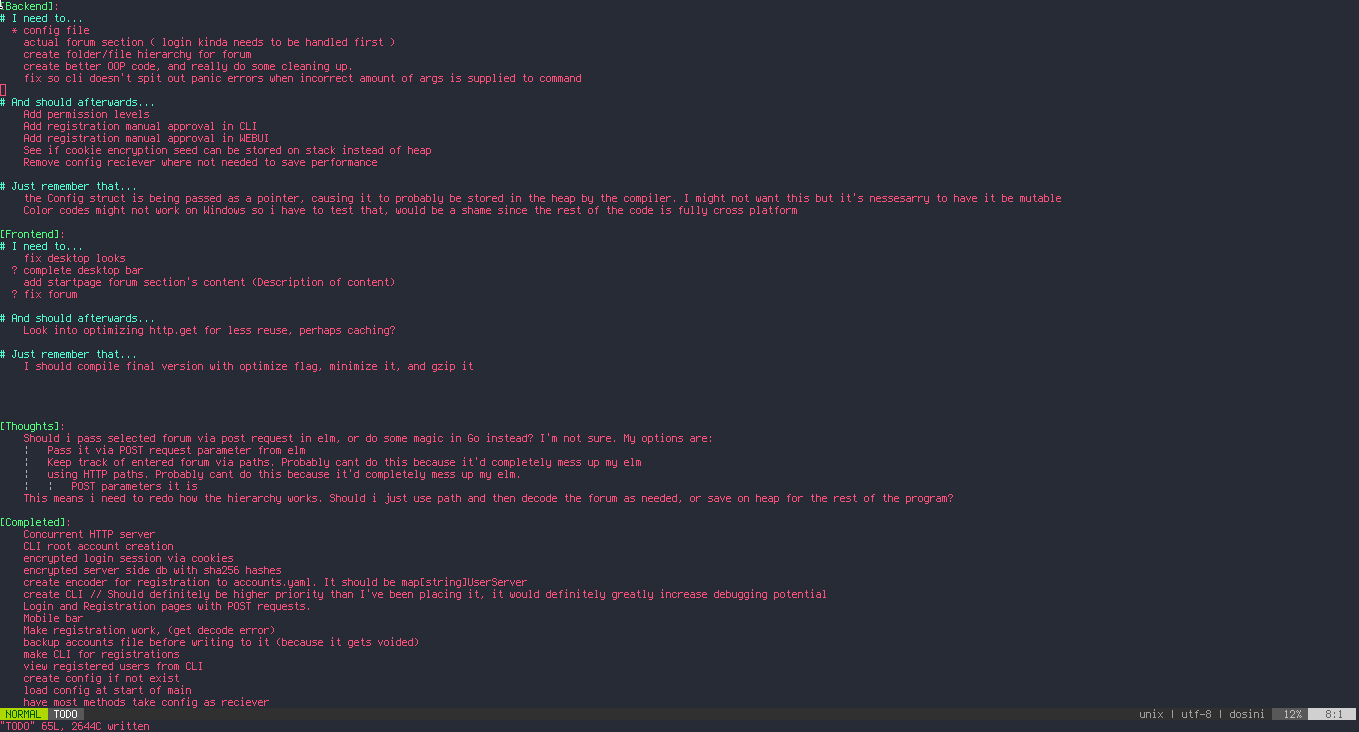 [Backend]:
# I need to...
  * config file
    actual forum section ( login kinda needs to be handled first )
    create folder/file hierarchy for forum
    create better OOP code, and really do some cleaning up.
    fix so cli doesn't spit out panic errors when incorrect amount of args is supplied to command

# And should afterwards...
    Add permission levels
    Add registration manual approval in CLI
    Add registration manual approval in WEBUI
    See if cookie encryption seed can be stored on stack instead of heap
    Remove config reciever where not needed to save performance

# Just remember that...
    the Config struct is being passed as a pointer, causing it to probably be stored in the heap by the compiler. I might not want this but it's nessesarry to have it be mutable
    Color codes might not work on Windows so i have to test that, would be a shame since the rest of the code is fully cross platform

[Frontend]:
# I need to...
    fix desktop looks
  ? complete desktop bar
    add startpage forum section's content (Description of content)
  ? fix forum

# And should afterwards...
    Look into optimizing http.get for less reuse, perhaps caching?

# Just remember that...
    I should compile final version with optimize flag, minimize it, and gzip it

[Thoughts]:
    Should i pass selected forum via post request in elm, or do some magic in Go instead? I'm not sure. My options are:
    ¦   Pass it via POST request parameter from elm
    ¦   Keep track of entered forum via paths. Probably cant do this because it'd completely mess up my elm
    ¦   using HTTP paths. Probably cant do this because it'd completely mess up my elm.
    ¦   ¦   POST parameters it is
    This means i need to redo how the hierarchy works. Should i just use path and then decode the forum as needed, or save on heap for the rest of the program?

[Completed]:
    Concurrent HTTP server
    CLI root account creation
    encrypted login session via cookies
    encrypted server side db with sha256 hashes
    create encoder for registration to accounts.yaml. It should be map[string]UserServer
    create CLI // Should definitely be higher priority than I've been placing it, it would definitely greatly increase debugging potential
    Login and Registration pages with POST requests.
    Mobile bar
    Make registration work, (get decode error)
    backup accounts file before writing to it (because it gets voided)
    make CLI for registrations
    view registered users from CLI
    create config if not exist
    load config at start of main
    have most methods take config as reciever
NORMAL TODO unix | utf-8 | dosini 12% 8:1
"TODO" 65L, 2644C written